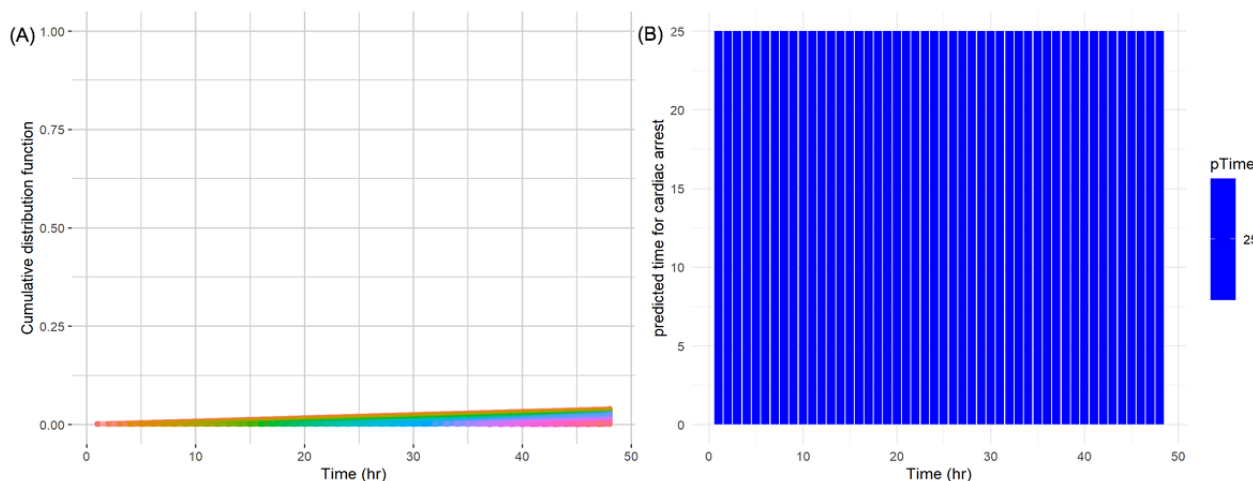 (A)
Cumulative distribution function
1.00
0.75
0.50
0.25
0.00
0 10 20 30 40 50
Time (hr)
(B)
predicted time for cardiac arrest
25
20
15
10
5
0
0 10 20 30 40 50
Time (hr)
pTime
25